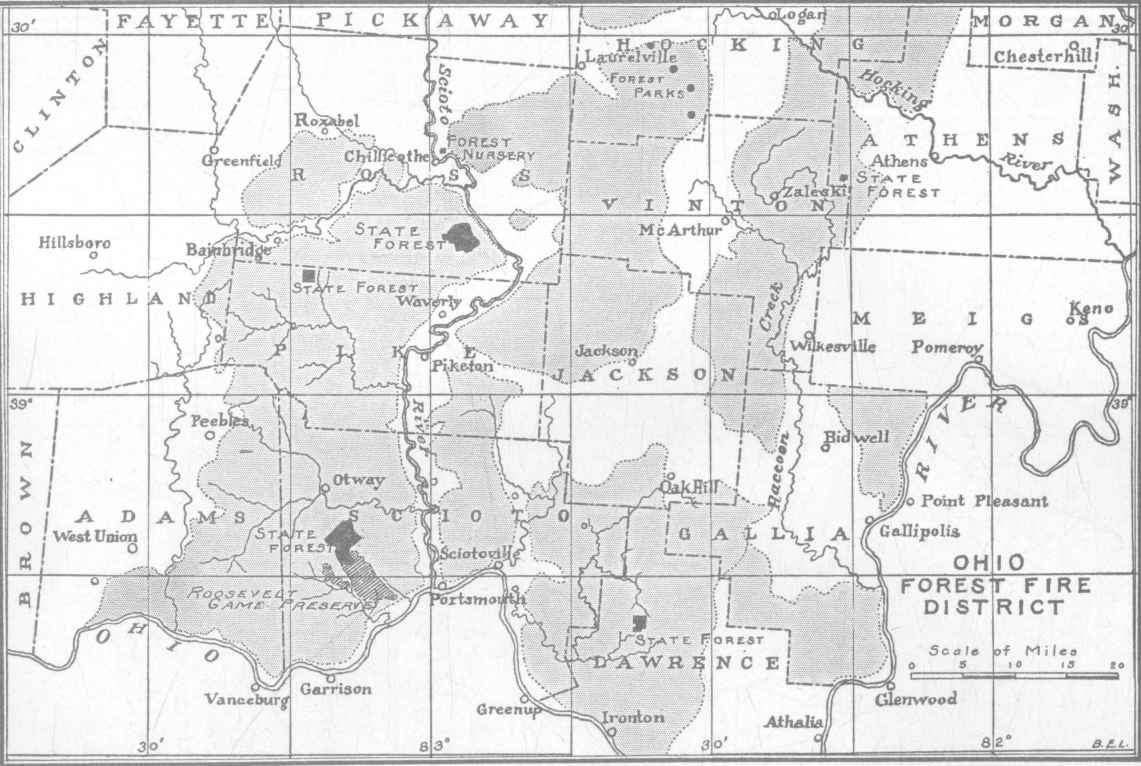 FAYETTE
PICKAWAY
Logan
MORGAN
30'
30'
HOCKING
CLINTON
Scioto
Laurelville
Chesterhill
FOREST
PARKS
Hocking
WASH
Roxabel
ATHENS
Greenfield
Chillicothe
FOREST
NURSERY
Athens
River
ROSS
STATE
FOREST
Zaleski
VINTON
Hillsboro
STATE
FOREST
McArthur
Bainbridge
STATE FOREST
HIGHLAND
Waverly
Creek
MEIGS
Keno
PIKE
Wilkesville
Pomeroy
Piketon
Jackson
JACKSON
39°
39°
River
RIVER
Peebles
Bidwell
BROWN
Otway
Raccoon
Oak Hill
Point Pleasant
ADAMS
SCIOTO
GALLIA
Gallipolis
West Union
STATE
FOREST
Sciotoville
OHIO
FOREST FIRE
DISTRICT
ROOSEVELT
GAME PRESERVE
Portsmouth
OHIO
STATE FOREST
Scale of Miles
0 5 10 15 20
LAWRENCE
Vanceburg
Garrison
Greenup
Ironton
Glenwood
Athalia
30'
83°
30'
82°
B.E.L.